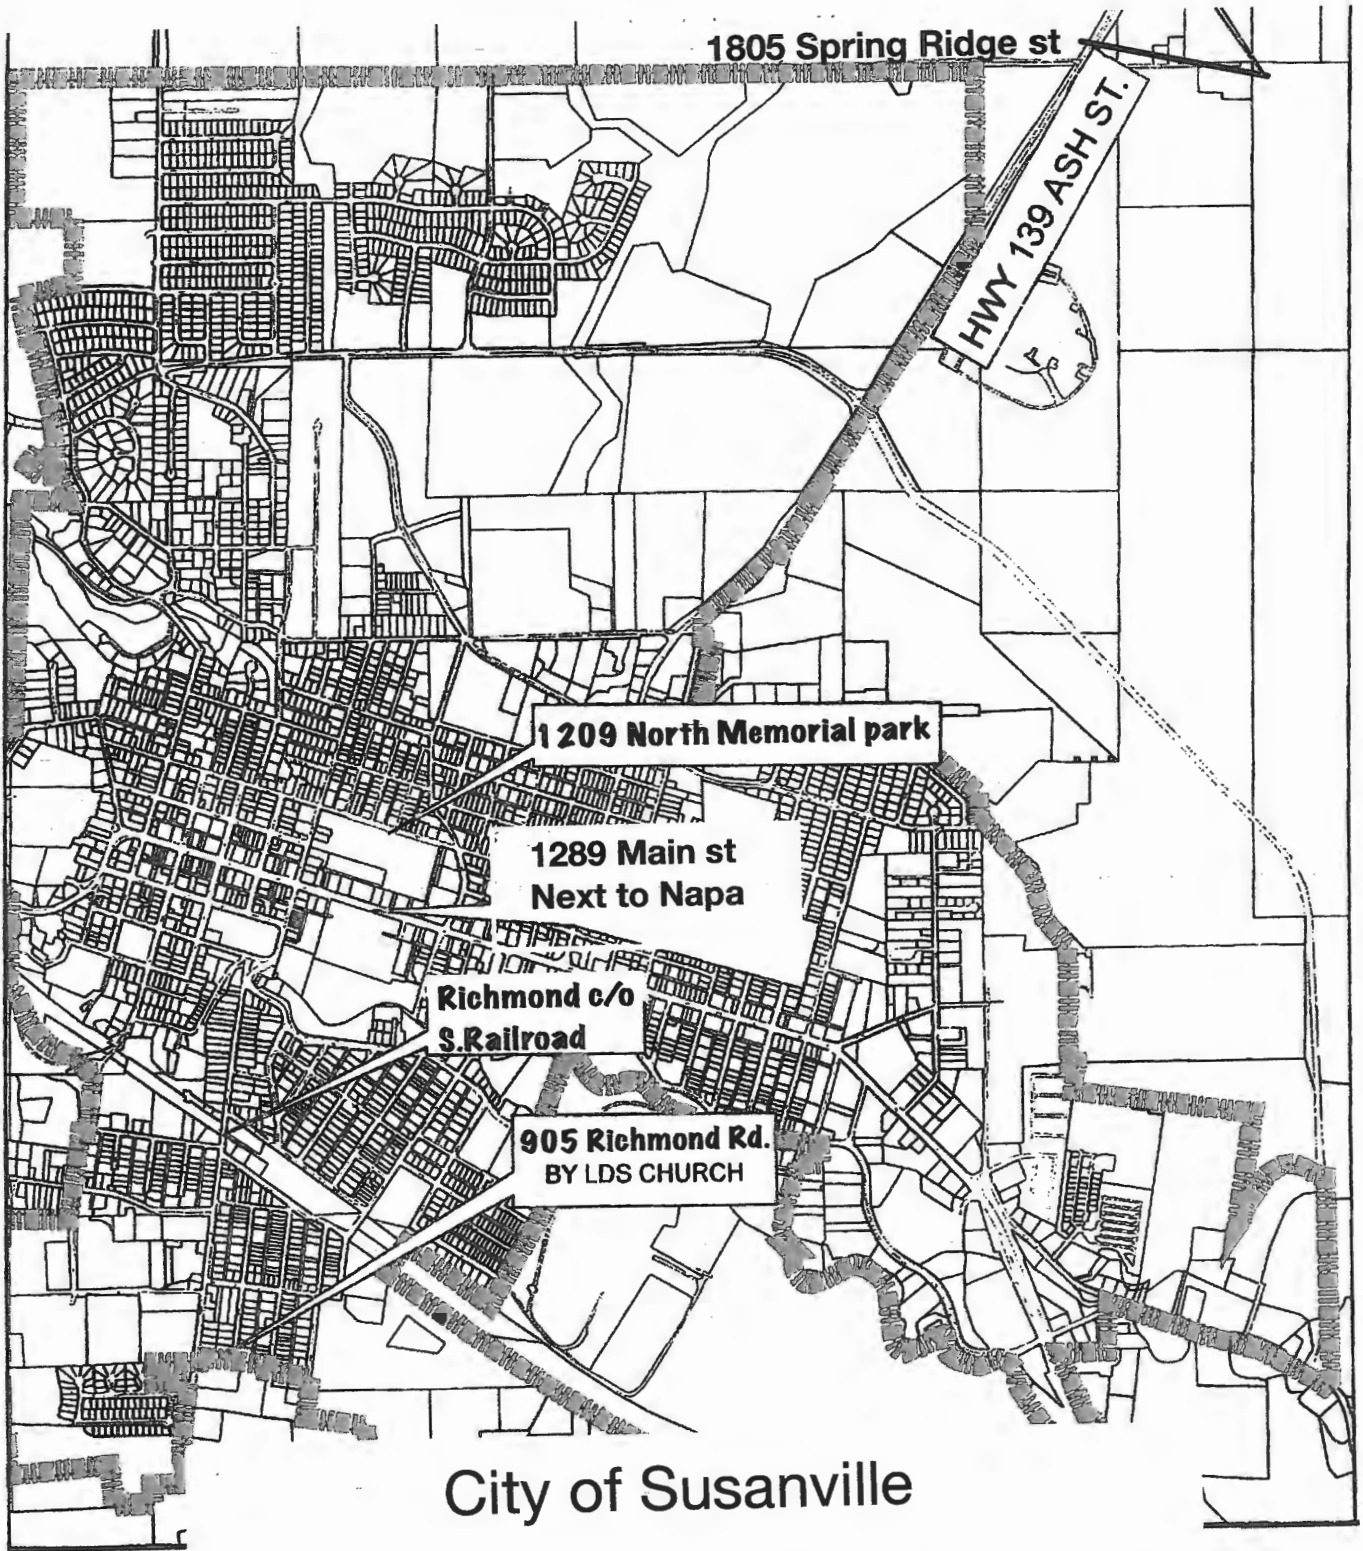 1805 Spring Ridge st
HWY 139 ASH ST.
1209 North Memorial park
1289 Main st
Next to Napa
Richmond c/o
S.Railroad
905 Richmond Rd.
BY LDS CHURCH
City of Susanville